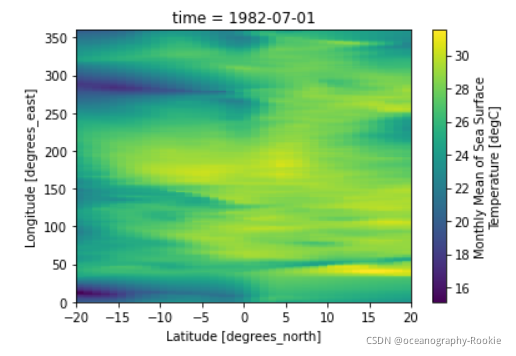 time = 1982-07-01
350
300
250
200
150
100
50
0
Longitude [degrees_east]
−20 −15 −10 −5 0 5 10 15 20
Latitude [degrees_north]
30
28
26
24
22
20
18
16
Monthly Mean of Sea Surface
Temperature [degC]
CSDN @oceanography-Rookie